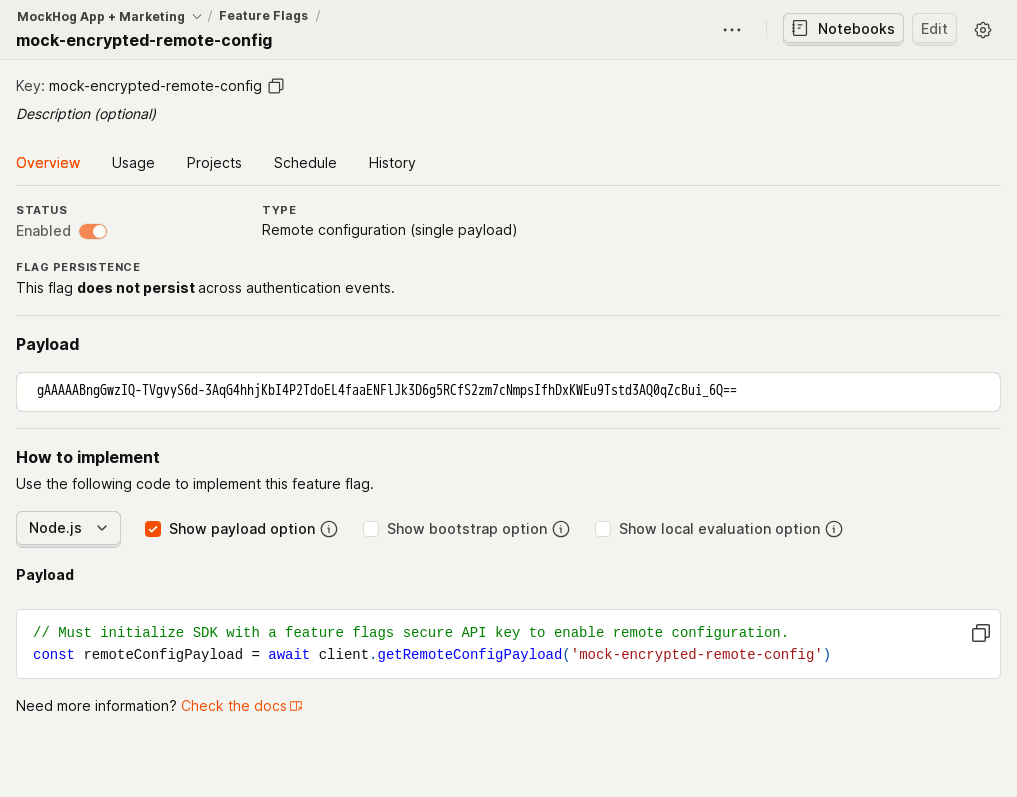 MockHog App + Marketing / Feature Flags /
mock-encrypted-remote-config
Notebooks
Edit
Key: mock-encrypted-remote-config
Description (optional)
Overview Usage Projects Schedule History
STATUS TYPE
Enabled Remote configuration (single payload)
FLAG PERSISTENCE
This flag does not persist across authentication events.
Payload
gAAAAABngGwzIQ-TVgvyS6d-3AqG4hhjKbI4P2TdoEL4faaENFlJk3D6g5RCfS2zm7cNmpsIfhDxKWEu9Tstd3AQ0qZcBui_6Q==
How to implement
Use the following code to implement this feature flag.
Node.js Show payload option Show bootstrap option Show local evaluation option
Payload
// Must initialize SDK with a feature flags secure API key to enable remote configuration.
const remoteConfigPayload = await client.getRemoteConfigPayload('mock-encrypted-remote-config')
Need more information? Check the docs